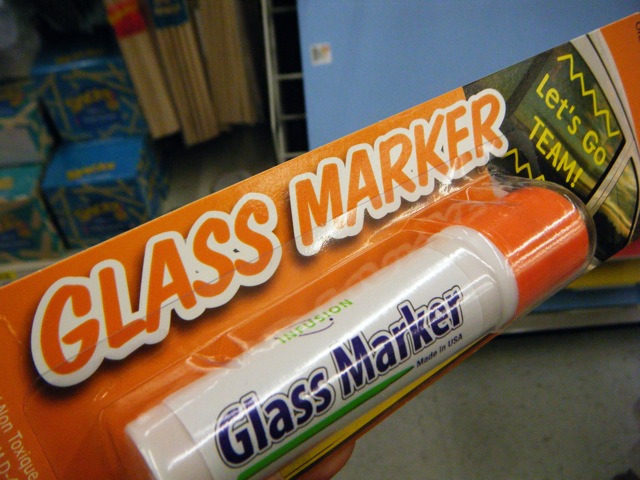 GLASS MARKER
Let's Go
TEAM!
INFUSION
Glass Marker
Made in USA
Non Toxique